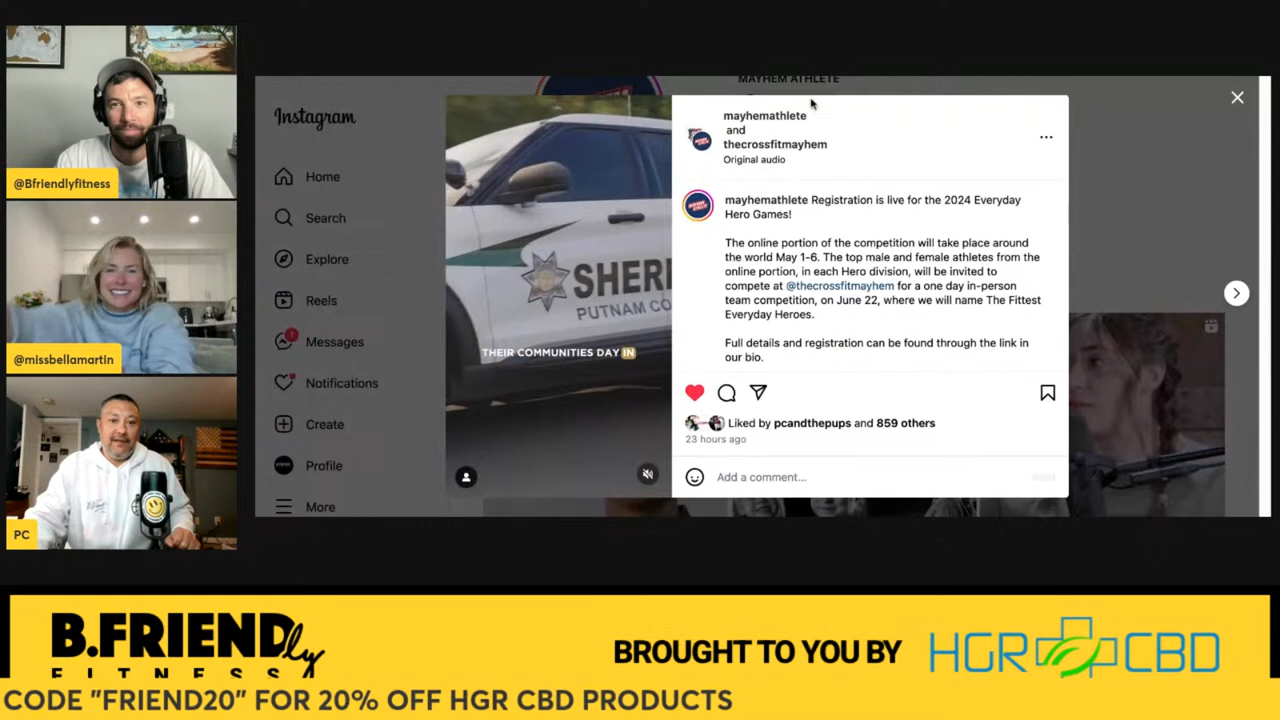 @Bfriendlyfitness
@missbellamartin
PC
MAYHEM ATHLETE
Instagram
Home
Search
Explore
Reels
1
Messages
Notifications
Create
Profile
More
SHERI
PUTNAM CO
THEIR COMMUNITIES DAY IN
mayhemathlete
and
thecrossfitmayhem
Original audio
mayhemathlete Registration is live for the 2024 Everyday
Hero Games!
The online portion of the competition will take place around
the world May 1-6. The top male and female athletes from the
online portion, in each Hero division, will be invited to
compete at @thecrossfitmayhem for a one day in-person
team competition, on June 22, where we will name The Fittest
Everyday Heroes.
Full details and registration can be found through the link in
our bio.
Liked by pcandthepups and 859 others
23 hours ago
Add a comment...
Post
B.FRIENDly
FITNESS
BROUGHT TO YOU BY
HGR CBD
CODE "FRIEND20" FOR 20% OFF HGR CBD PRODUCTS